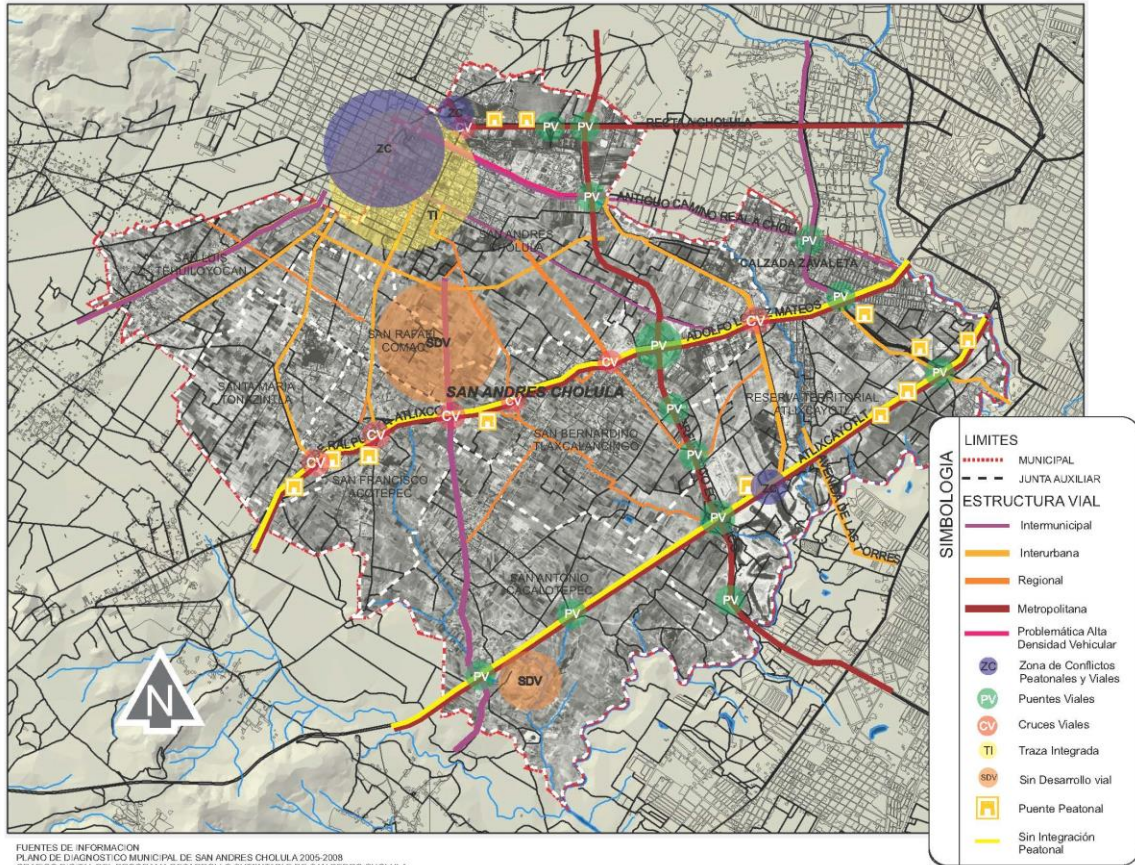 ZC
ZC
PV
PV
RECTA A CHOLULA
TI
PV
ANTIGUO CAMINO REAL A CHOLULA
PV
SAN ANDRES
CHOLULA
CALZADA ZAVALETA
SAN LUIS
TEHUILOYOCAN
PV
ADOLFO LOPEZ MATEOS
CV
SAN RAFAEL
COMAC
SDV
PV
CV
PV
SANTA MARIA
TONAZINTLA
SAN ANDRES CHOLULA
RESERVA TERRITORIAL
ATLIXCAYOTL
CV
CV
PV
ATLIXCO
CV
SAN BERNARDINO
TLAXCALANCINGO
ATLIXCAYOTL
CV
PV
SAN FRANCISCO
ACOTEPEC
PV
SAN ANTONIO
CACALOTEPEC
PV
PV
PV
SDV
LIMITES
MUNICIPAL
JUNTA AUXILIAR
ESTRUCTURA VIAL
SIMBOLOGIA
Intermunicipal
Interurbana
Regional
Metropolitana
Problemática Alta
Densidad Vehicular
ZC Zona de Conflictos
Peatonales y Viales
PV Puentes Viales
CV Cruces Viales
TI Traza Integrada
SDV Sin Desarrollo vial
Puente Peatonal
Sin Integración
Peatonal
N
FUENTES DE INFORMACION
PLANO DE DIAGNOSTICO MUNICIPAL DE SAN ANDRES CHOLULA 2005-2008